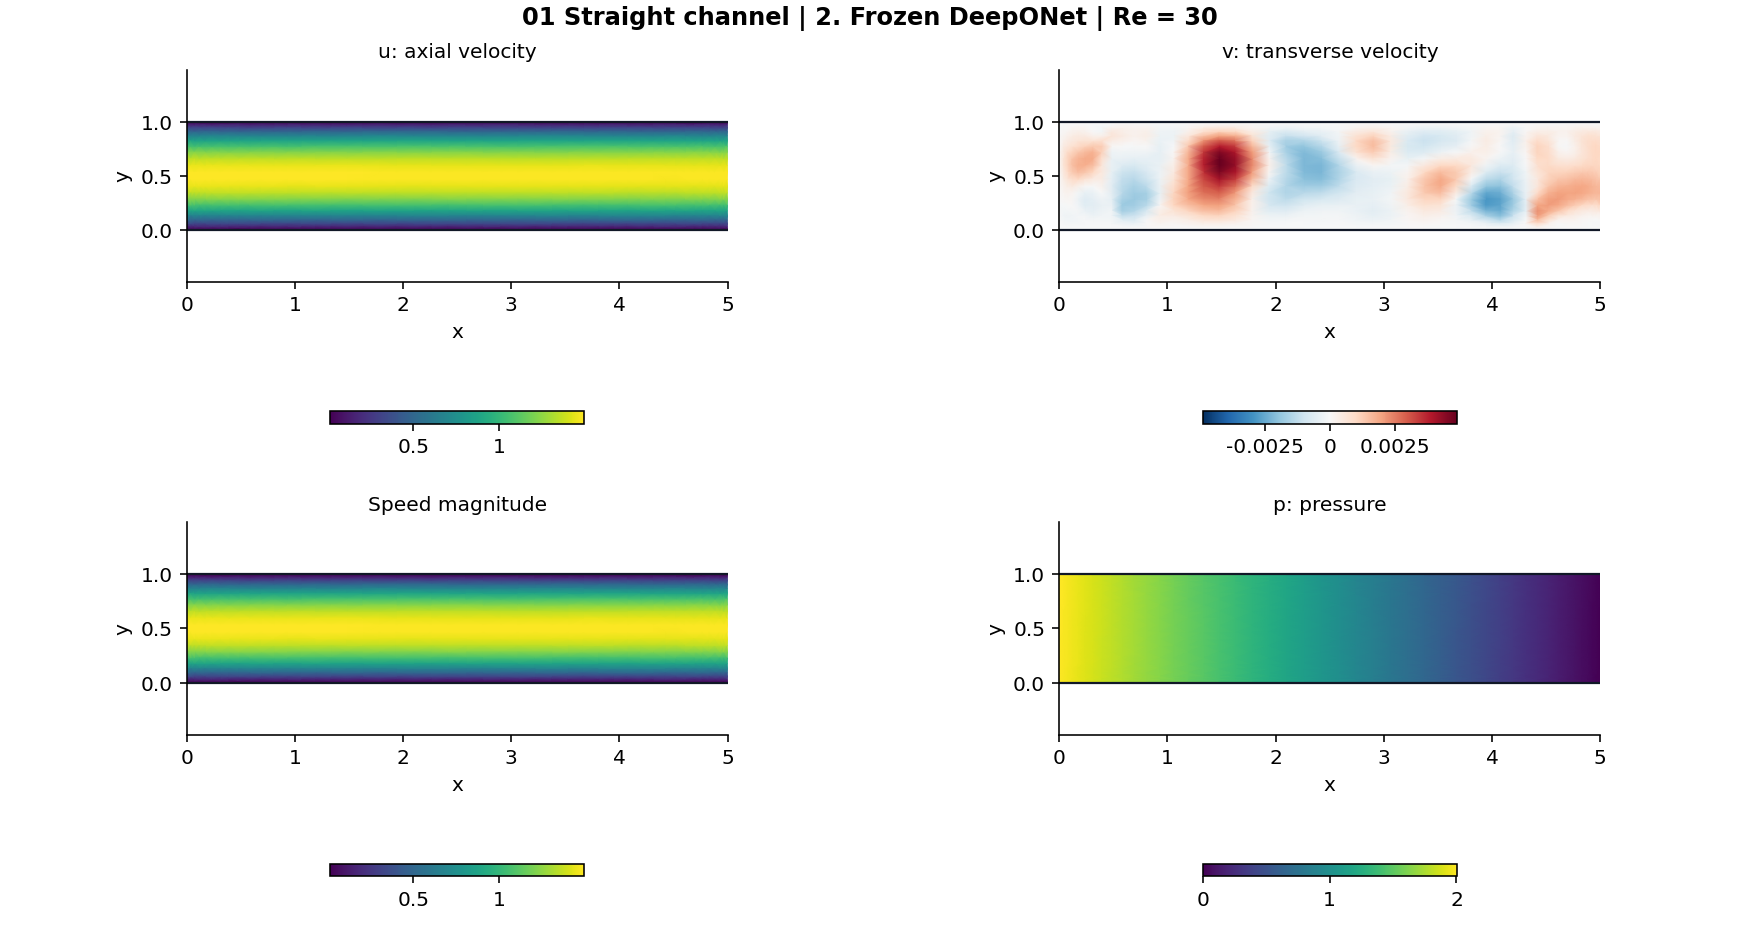 01 Straight channel | 2. Frozen DeepONet | Re = 30
u: axial velocity
1.0
0.5
0.0
y
0 1 2 3 4 5
x
0.5 1
v: transverse velocity
1.0
0.5
0.0
y
0 1 2 3 4 5
x
-0.0025 0 0.0025
Speed magnitude
1.0
0.5
0.0
y
0 1 2 3 4 5
x
0.5 1
p: pressure
1.0
0.5
0.0
y
0 1 2 3 4 5
x
0 1 2